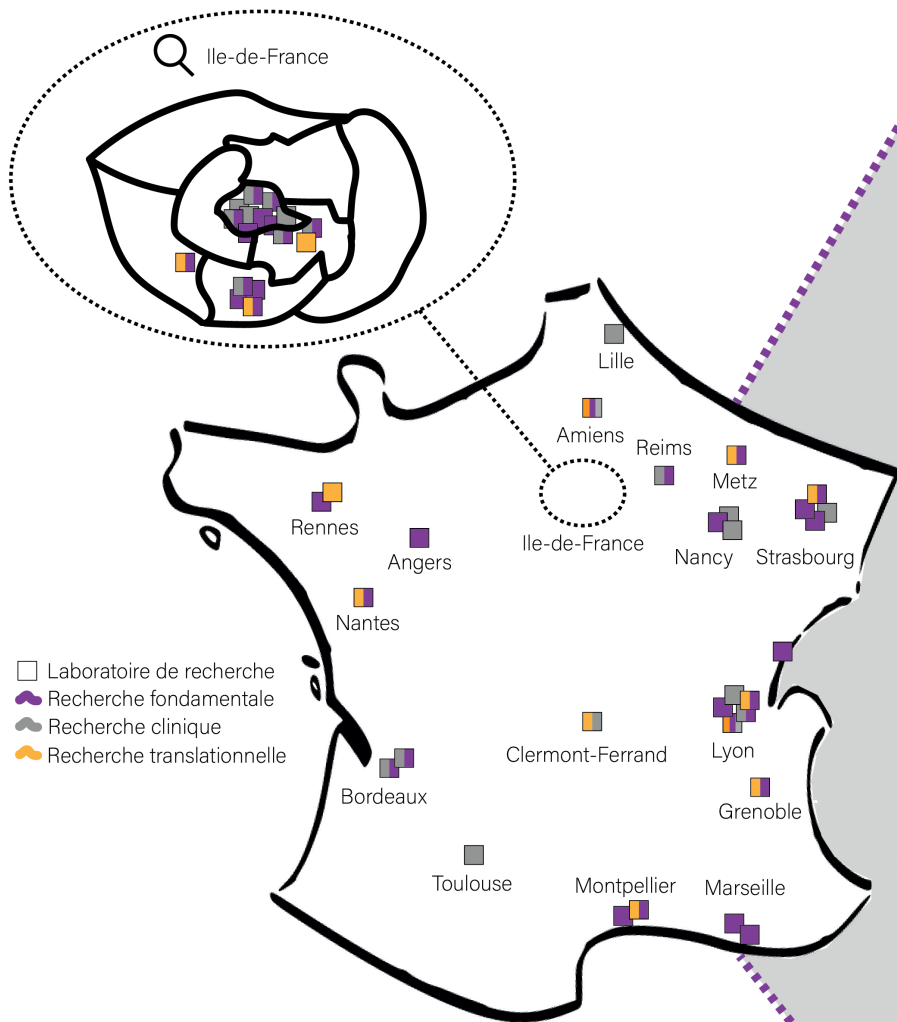 Ile-de-France
Lille
Amiens
Reims
Metz
Rennes
Ile-de-France
Nancy
Strasbourg
Angers
Nantes
Laboratoire de recherche
Recherche fondamentale
Recherche clinique
Recherche translationnelle
Clermont-Ferrand
Lyon
Bordeaux
Grenoble
Toulouse
Montpellier
Marseille